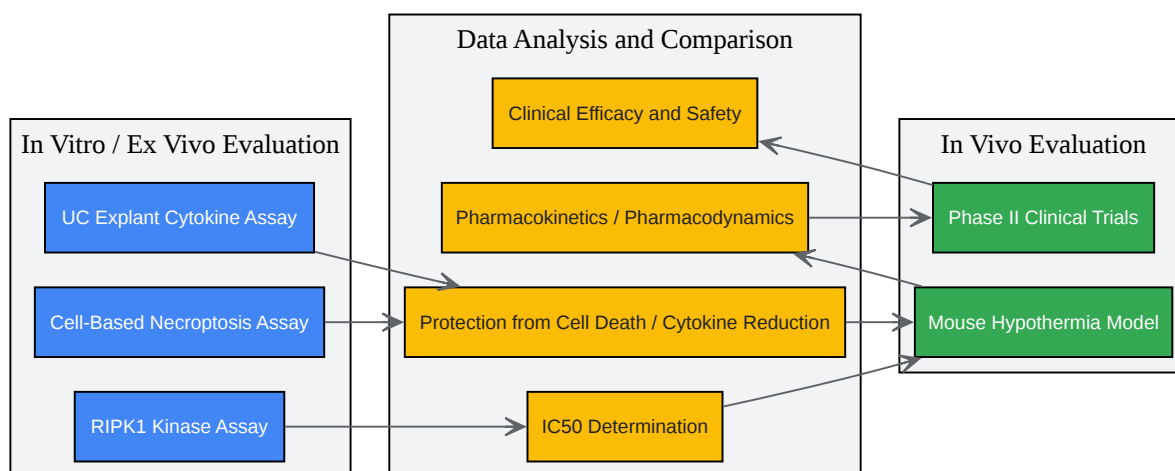 In Vitro / Ex Vivo Evaluation
UC Explant Cytokine Assay
Cell-Based Necroptosis Assay
RIPK1 Kinase Assay
Data Analysis and Comparison
Clinical Efficacy and Safety
Pharmacokinetics / Pharmacodynamics
Protection from Cell Death / Cytokine Reduction
IC50 Determination
In Vivo Evaluation
Phase II Clinical Trials
Mouse Hypothermia Model